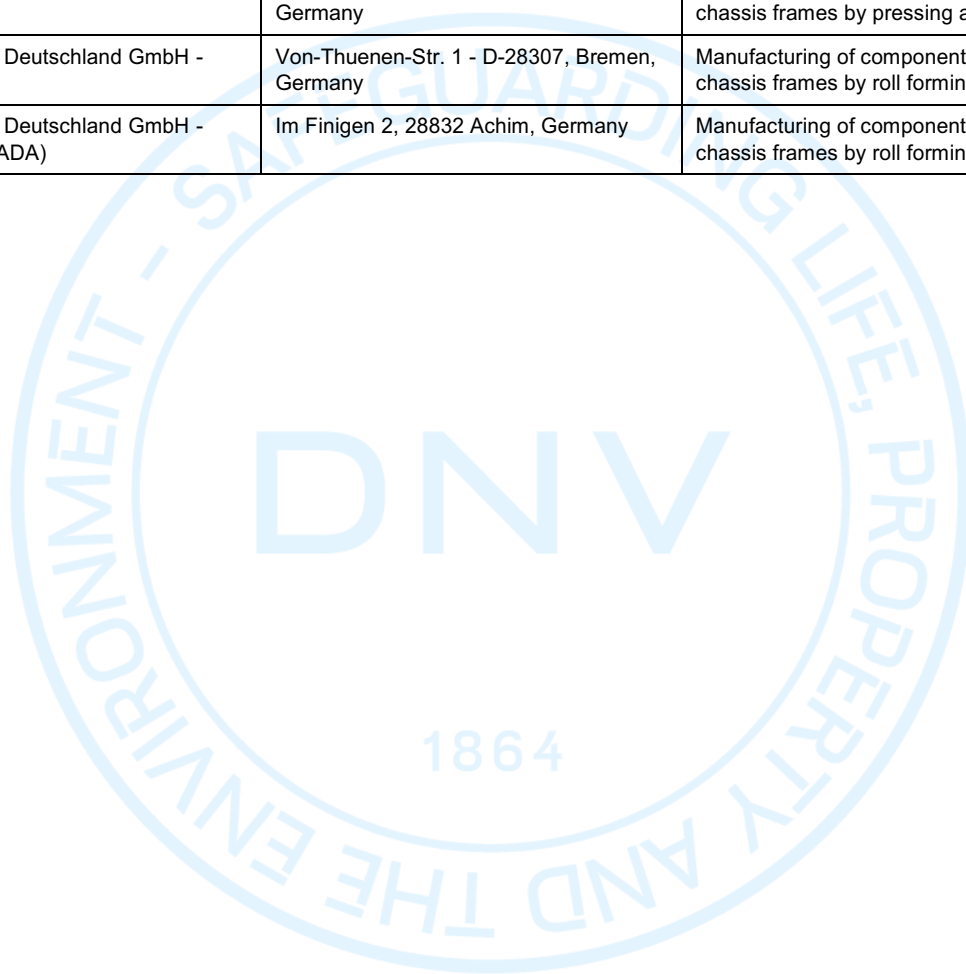 Germany
chassis frames by pressing a
Deutschland GmbH -
Von-Thuenen-Str. 1 - D-28307, Bremen,
Germany
Manufacturing of component
chassis frames by roll formin
Deutschland GmbH -
ADA)
Im Finigen 2, 28832 Achim, Germany
Manufacturing of component
chassis frames by roll formin
SAFEGUARDING LIFE, PROPERTY AND THE ENVIRONMENT -
DNV
1864